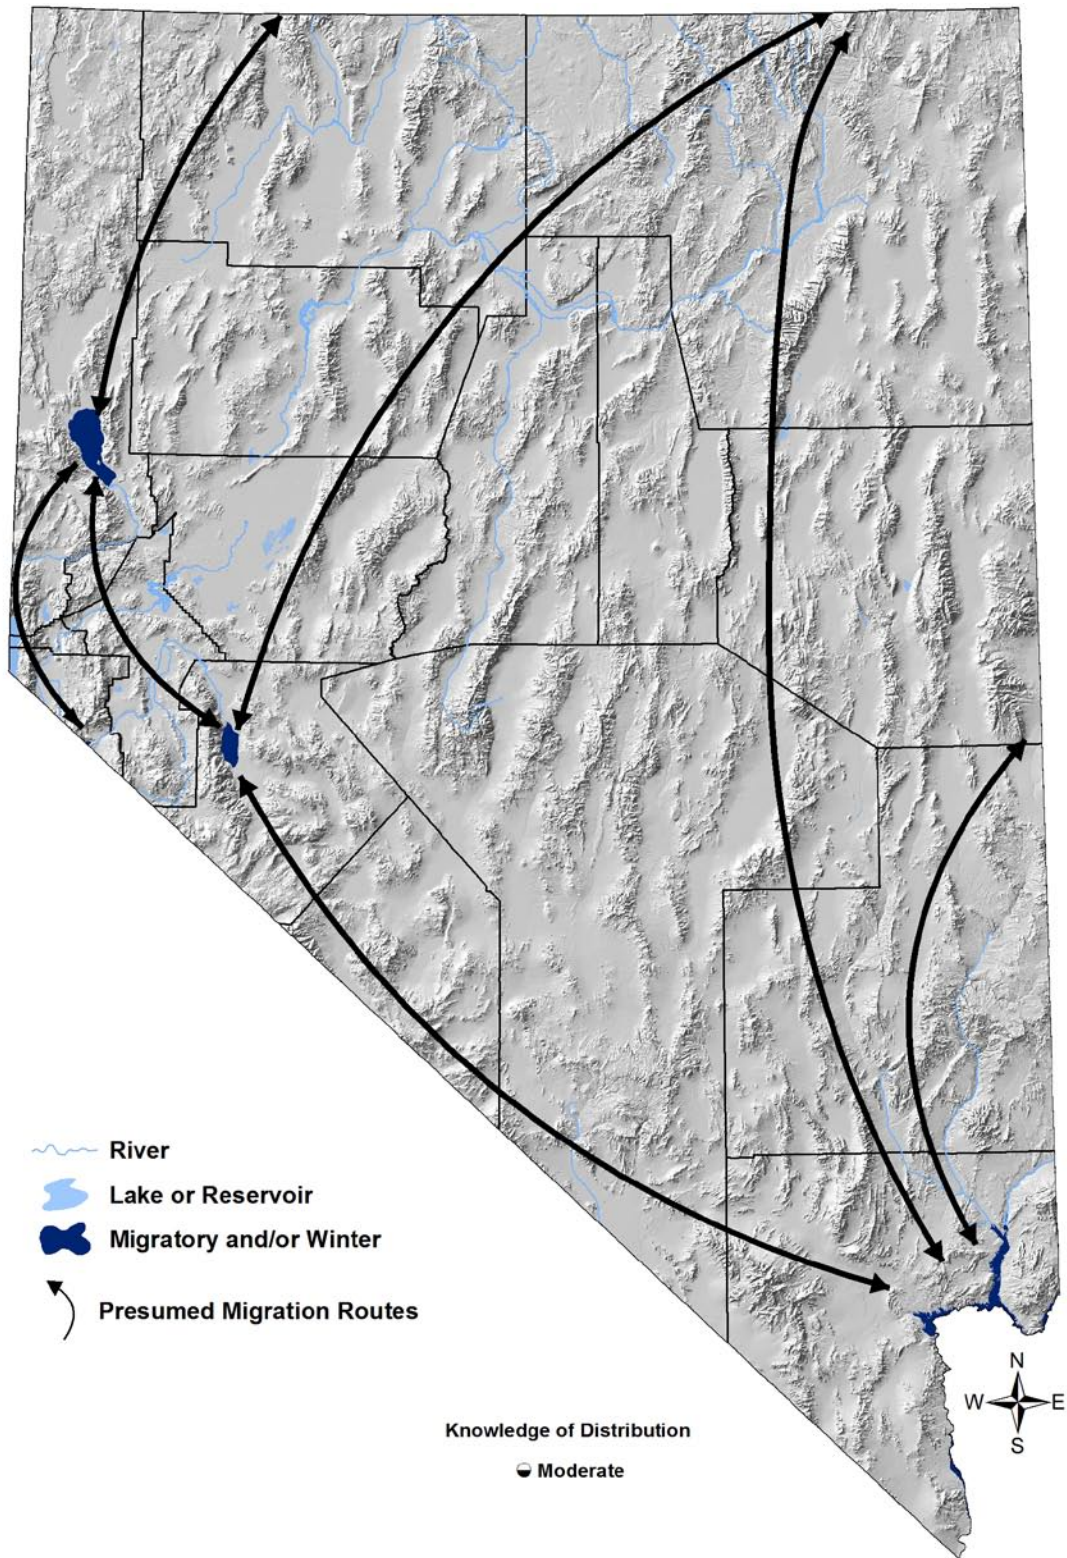 River
Lake or Reservoir
Migratory and/or Winter
Presumed Migration Routes
N
W E
S
Knowledge of Distribution
Moderate